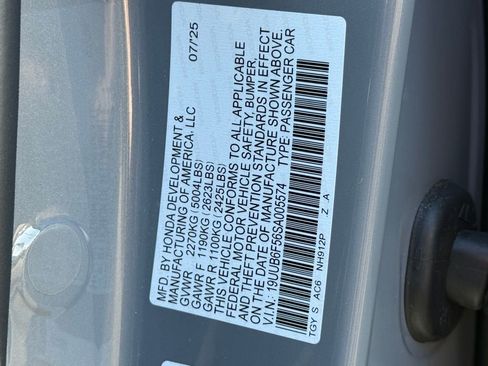 MFD. BY HONDA DEVELOPMENT & 07/25
MANUFACTURING OF AMERICA, LLC
GVWR 2270KG(5004LBS)
GAWR F 1190KG(2623LBS)
GAWR R 1100KG(2425LBS)
THIS VEHICLE CONFORMS TO ALL APPLICABLE
FEDERAL MOTOR VEHICLE SAFETY, BUMPER,
AND THEFT PREVENTION STANDARDS IN EFFECT
ON THE DATE OF MANUFACTURE SHOWN ABOVE.
V.I.N.: 19UUB6F56SA005574 TYPE:PASSENGER CAR
TGY S AC6 NH912P Z A